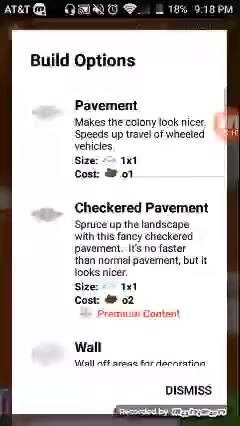 AT&T 18% 9:18 PM
Build Options
Pavement
Makes the colony look nicer.
Speeds up travel of wheeled
vehicles.
Size: 1x1
Cost: o1
Checkered Pavement
Spruce up the landscape
with this fancy checkered
pavement. It's no faster
than normal pavement, but it
looks nicer.
Size: 1x1
Cost: o2
Premium Content
Wall
Wall off areas for decoration
DISMISS
Recorded by